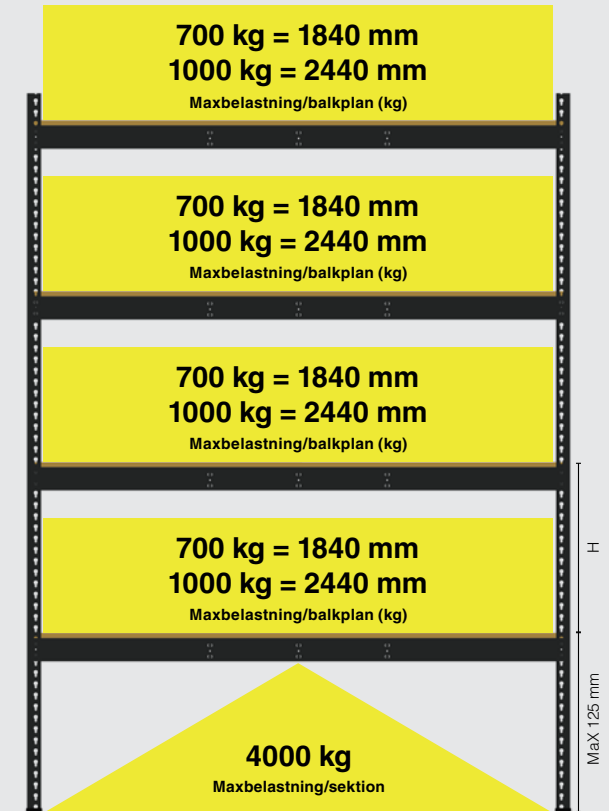 700 kg = 1840 mm
1000 kg = 2440 mm
Maxbelastning/balkplan (kg)
700 kg = 1840 mm
1000 kg = 2440 mm
Maxbelastning/balkplan (kg)
700 kg = 1840 mm
1000 kg = 2440 mm
Maxbelastning/balkplan (kg)
H
700 kg = 1840 mm
1000 kg = 2440 mm
Maxbelastning/balkplan (kg)
MaX 125 mm
4000 kg
Maxbelastning/sektion